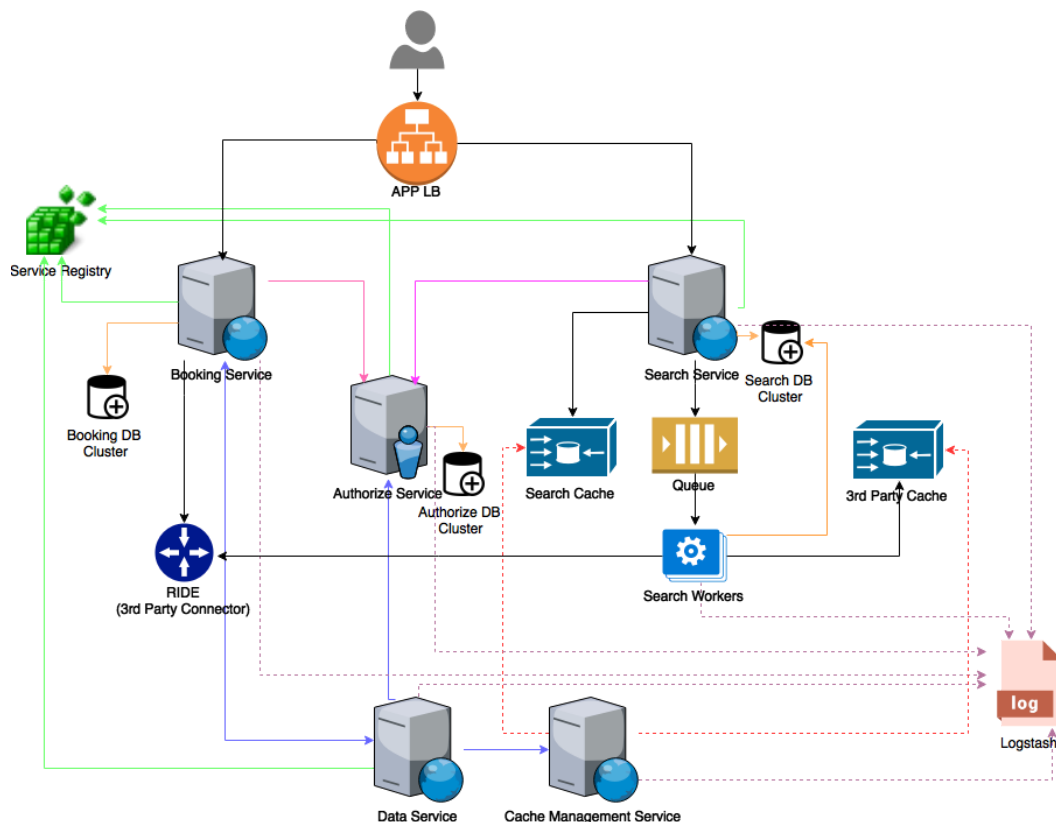 APP LB
Service Registry
Booking Service
Search Service
Search DB
Cluster
Booking DB
Cluster
Authorize Service
Authorize DB
Cluster
Search Cache
Queue
3rd Party Cache
RIDE
(3rd Party Connector)
Search Workers
log
Logstash
Data Service
Cache Management Service